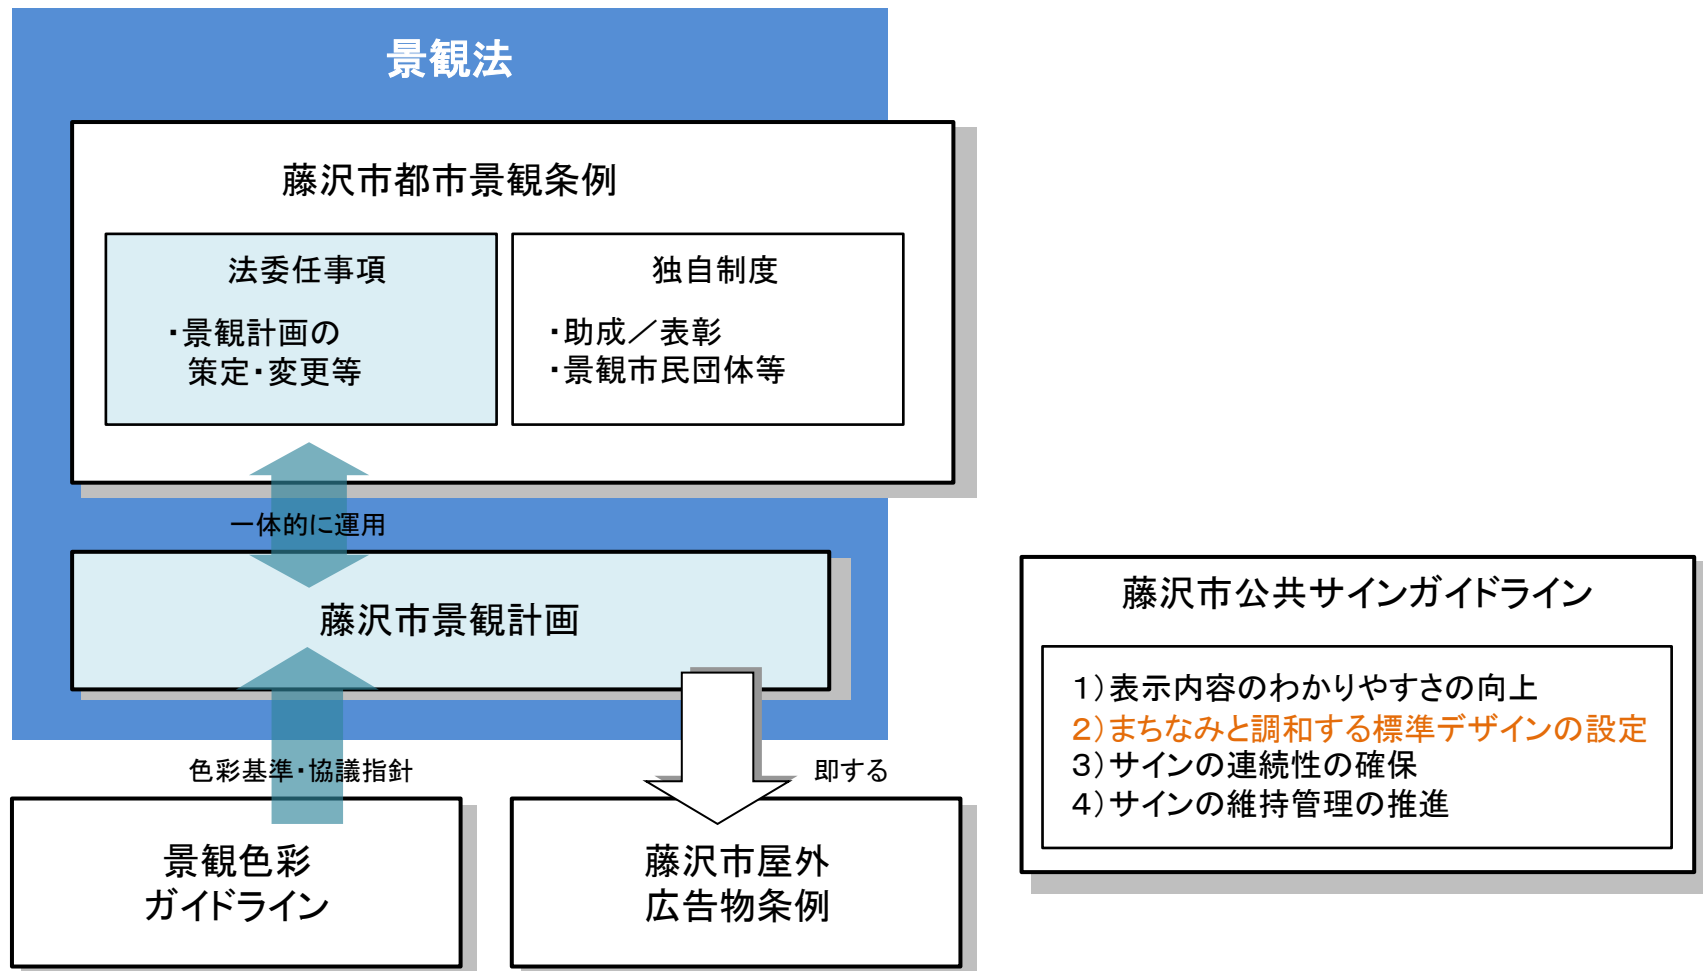 景観法
藤沢市都市景観条例
法委任事項
・景観計画の
策定・変更等
独自制度
・助成／表彰
・景観市民団体等
一体的に運用
藤沢市景観計画
色彩基準・協議指針
即する
景観色彩
ガイドライン
藤沢市屋外
広告物条例
藤沢市公共サインガイドライン
１）表示内容のわかりやすさの向上
２）まちなみと調和する標準デザインの設定
３）サインの連続性の確保
４）サインの維持管理の推進